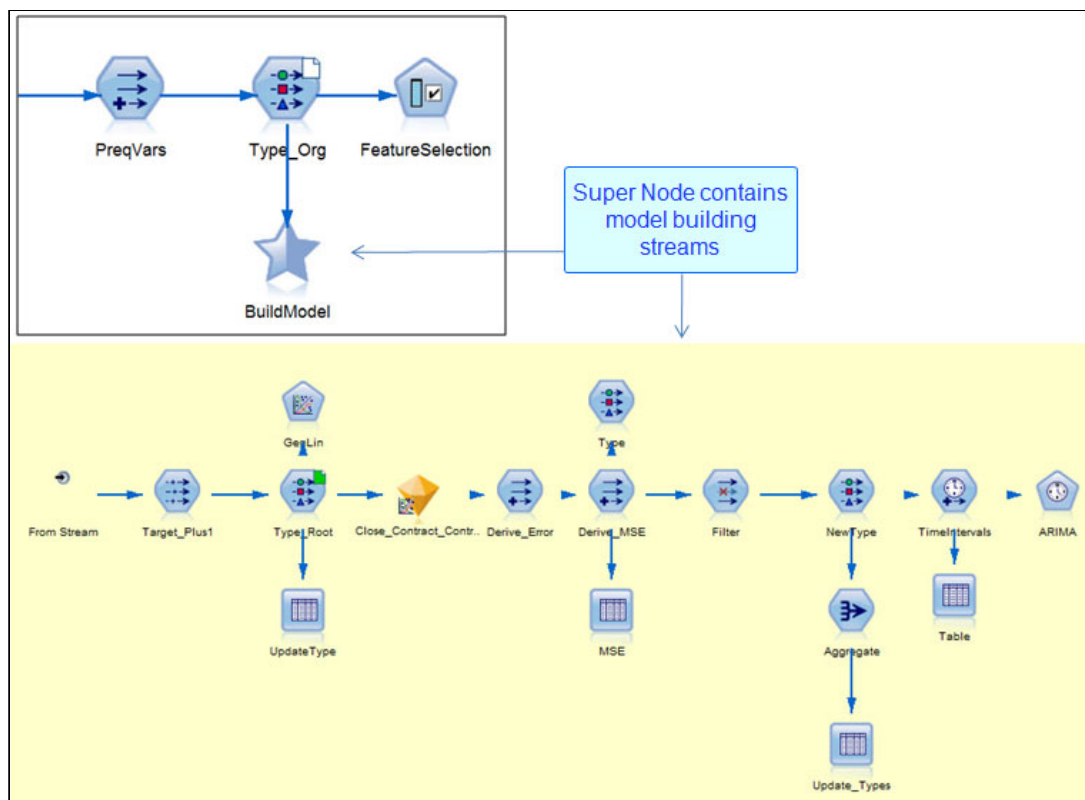 PreqVars
Type_Org
FeatureSelection
BuildModel
Super Node contains
model building
streams
GenLin
Type
From Stream
Target_Plus1
Type_Root
Close_Contract_Contr...
Derive_Error
Derive_MSE
Filter
NewType
TimeIntervals
ARIMA
UpdateType
MSE
Aggregate
Table
Update_Types